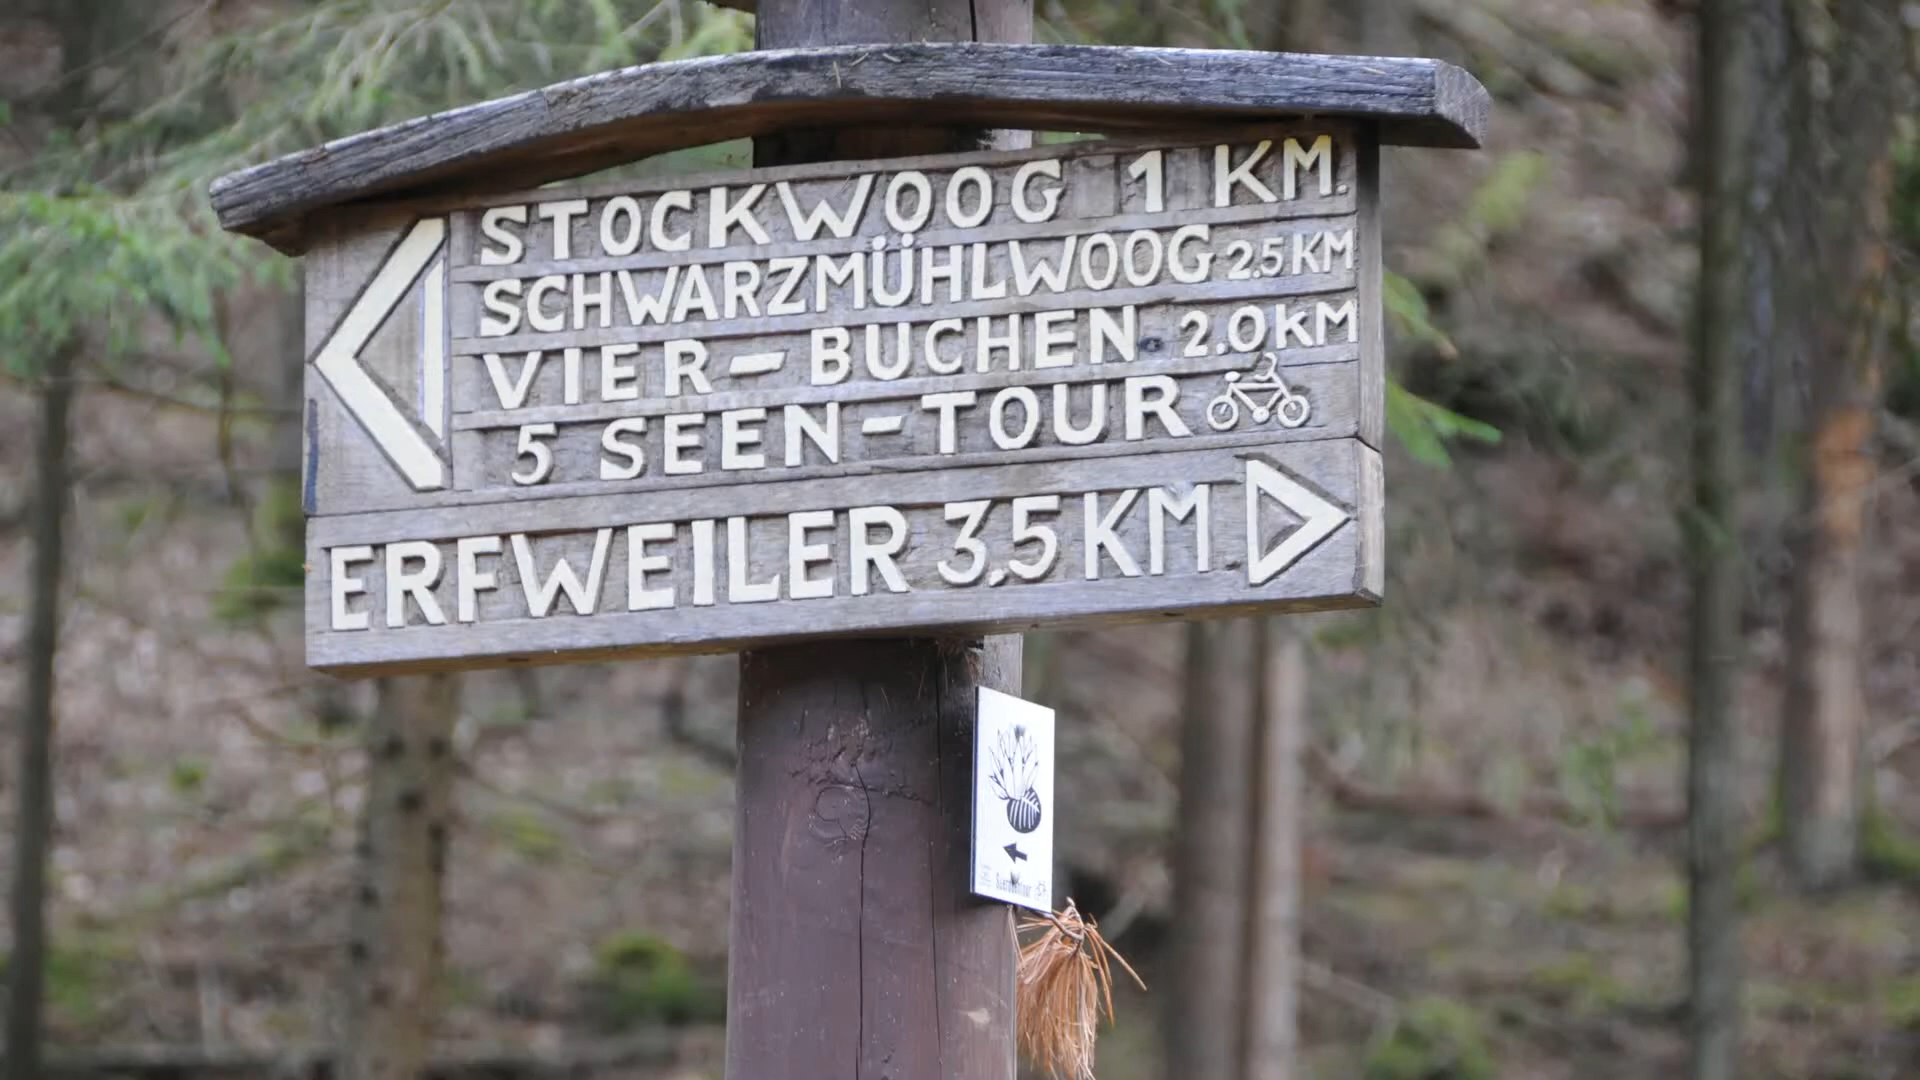 STOCKWOOG 1 KM.
SCHWARZMÜHLWOOG 2.5 KM
VIER-BUCHEN 2.0 KM
5 SEEN-TOUR
ERFWEILER 3,5 KM